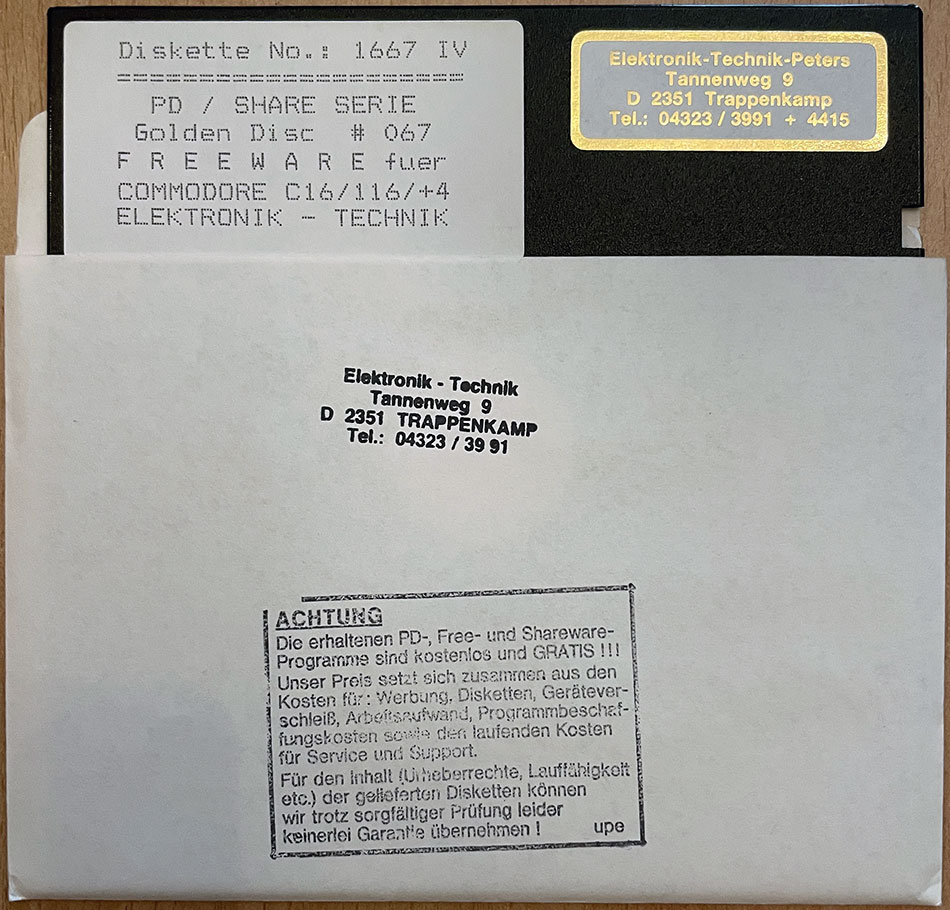 Diskette No.: 1667 IV
=====================
PD / SHARE SERIE
Golden Disc # 067
F R E E W A R E fuer
COMMODORE C16/116/+4
ELEKTRONIK - TECHNIK
Elektronik-Technik-Peters
Tannenweg 9
D 2351 Trappenkamp
Tel.: 04323 / 3991 + 4415
Elektronik - Technik
Tannenweg 9
D 2351 TRAPPENKAMP
Tel.: 04323 / 39 91
ACHTUNG
Die erhaltenen PD-, Free- und Shareware-
Programme sind kostenlos und GRATIS !!!
Unser Preis setzt sich zusammen aus den
Kosten für: Werbung, Disketten, Gerätever-
schleiß, Arbeitsaufwand, Programmbeschaf-
fungskosten sowie den laufenden Kosten
für Service und Support.
Für den Inhalt (Urheberrechte, Lauffähigkeit
etc.) der gelieferten Disketten können
wir trotz sorgfältiger Prüfung leider
keinerlei Garantie übernehmen ! upe